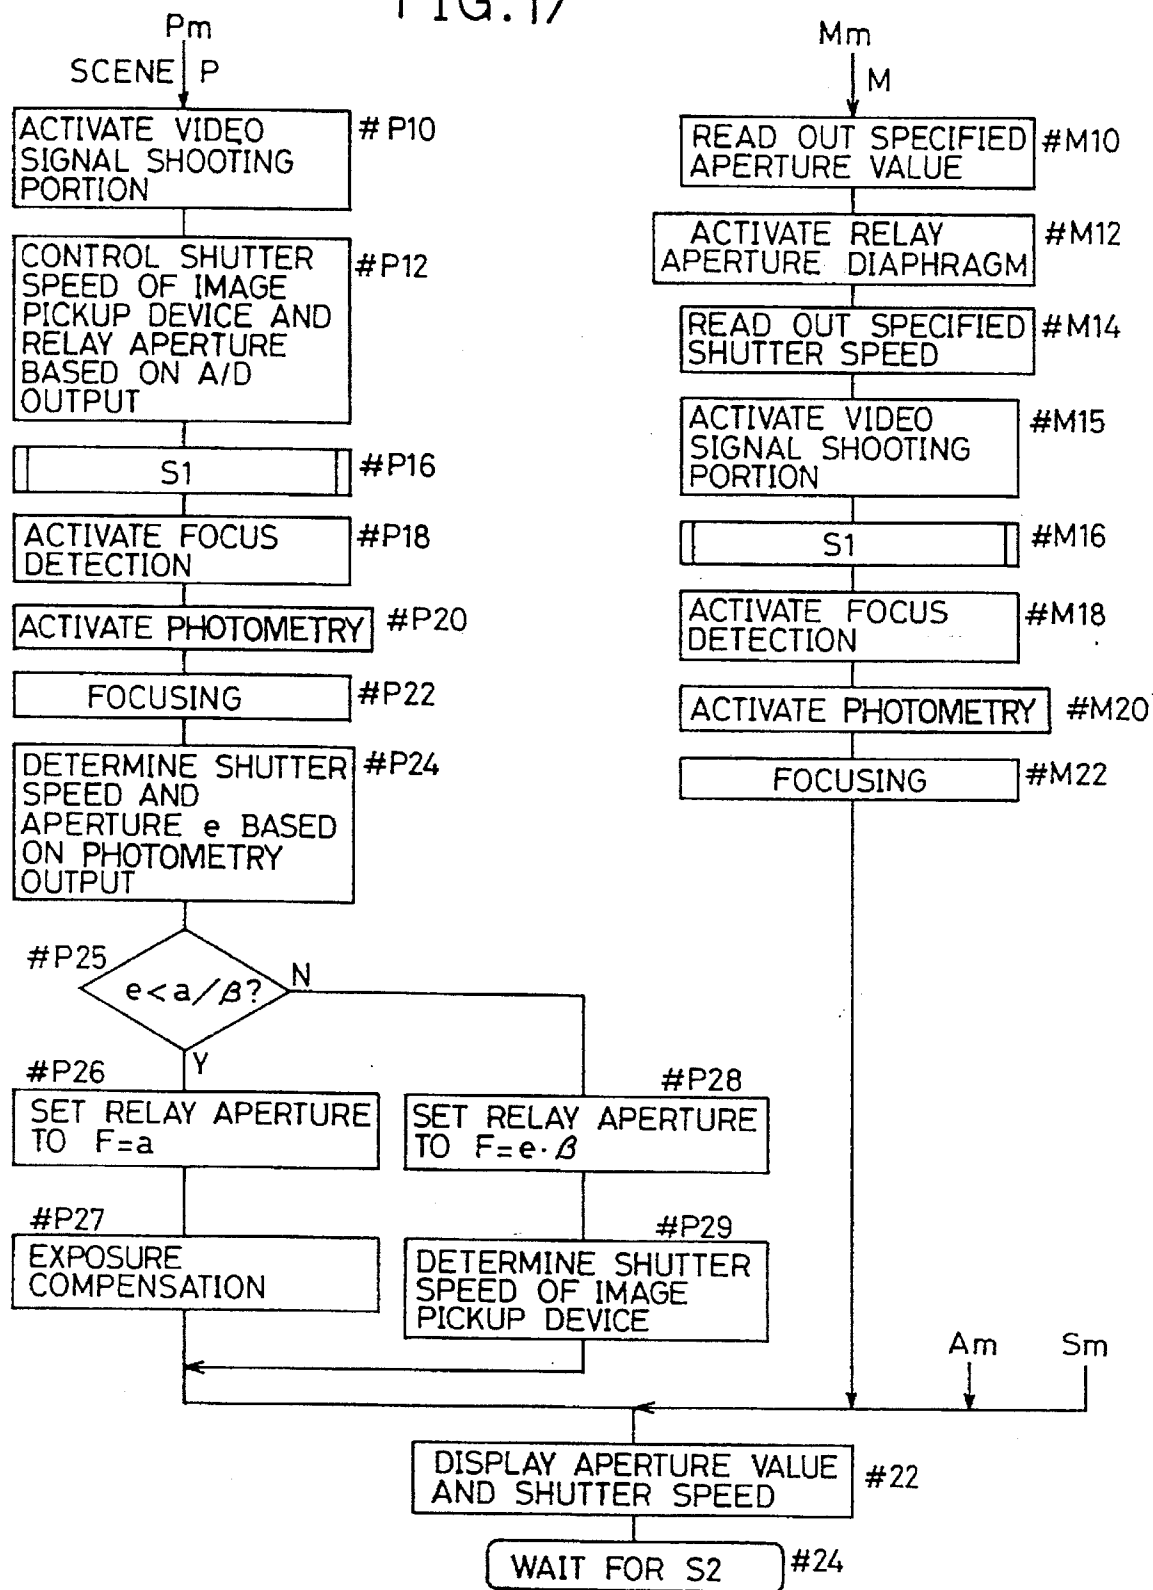 FIG.17
Pm
SCENE P
ACTIVATE VIDEO
SIGNAL SHOOTING
PORTION
#P10
CONTROL SHUTTER
SPEED OF IMAGE
PICKUP DEVICE AND
RELAY APERTURE
BASED ON A/D
OUTPUT
#P12
S1
#P16
ACTIVATE FOCUS
DETECTION
#P18
ACTIVATE PHOTOMETRY
#P20
FOCUSING
#P22
DETERMINE SHUTTER
SPEED AND
APERTURE e BASED
ON PHOTOMETRY
OUTPUT
#P24
#P25
e<a/β?
N
Y
#P26
SET RELAY APERTURE
TO F=a
#P27
EXPOSURE
COMPENSATION
#P28
SET RELAY APERTURE
TO F=e·β
#P29
DETERMINE SHUTTER
SPEED OF IMAGE
PICKUP DEVICE
Mm
M
READ OUT SPECIFIED
APERTURE VALUE
#M10
ACTIVATE RELAY
APERTURE DIAPHRAGM
#M12
READ OUT SPECIFIED
SHUTTER SPEED
#M14
ACTIVATE VIDEO
SIGNAL SHOOTING
PORTION
#M15
S1
#M16
ACTIVATE FOCUS
DETECTION
#M18
ACTIVATE PHOTOMETRY
#M20
FOCUSING
#M22
Am
Sm
DISPLAY APERTURE VALUE
AND SHUTTER SPEED
#22
WAIT FOR S2
#24